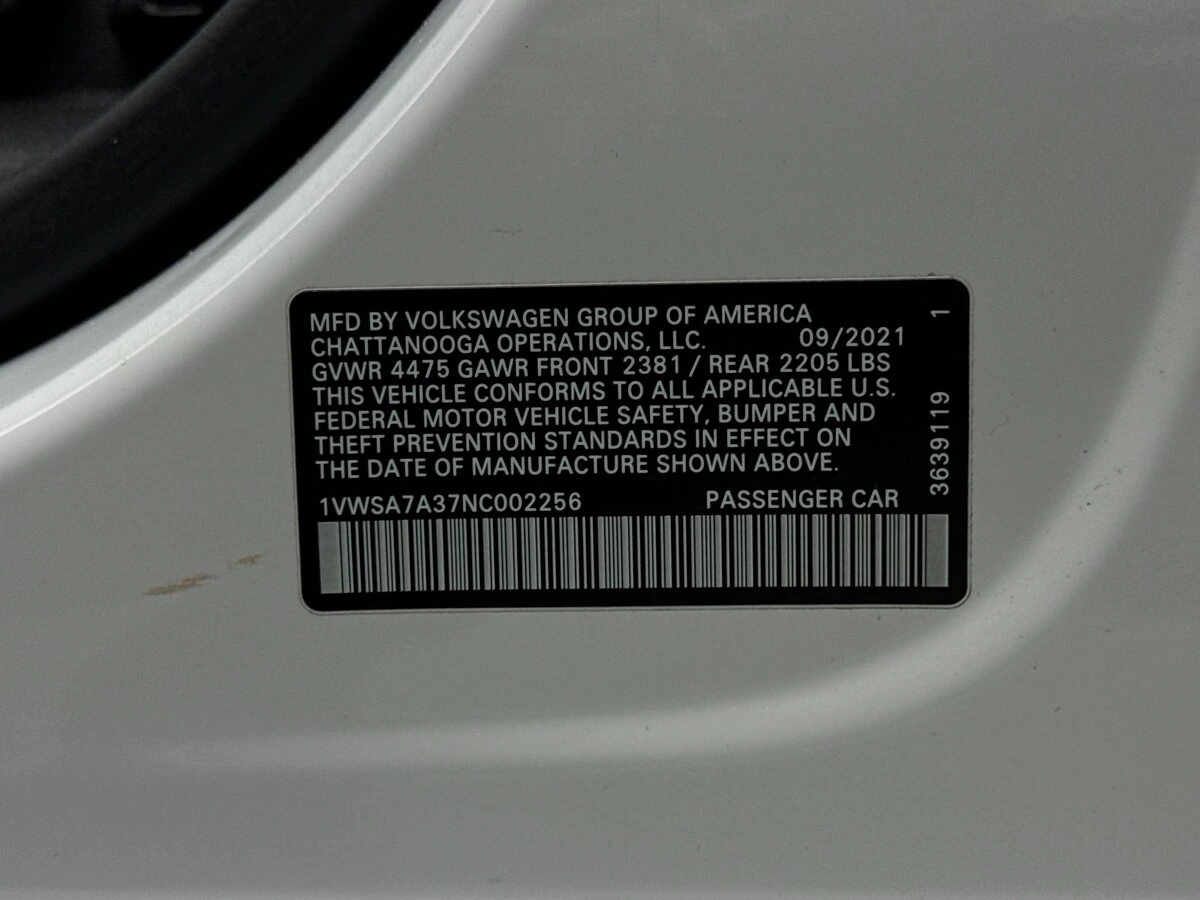 MFD BY VOLKSWAGEN GROUP OF AMERICA
CHATTANOOGA OPERATIONS, LLC. 09/2021
GVWR 4475 GAWR FRONT 2381 / REAR 2205 LBS
THIS VEHICLE CONFORMS TO ALL APPLICABLE U.S.
FEDERAL MOTOR VEHICLE SAFETY, BUMPER AND
THEFT PREVENTION STANDARDS IN EFFECT ON
THE DATE OF MANUFACTURE SHOWN ABOVE.
1VWSA7A37NC002256 PASSENGER CAR
3639119 1